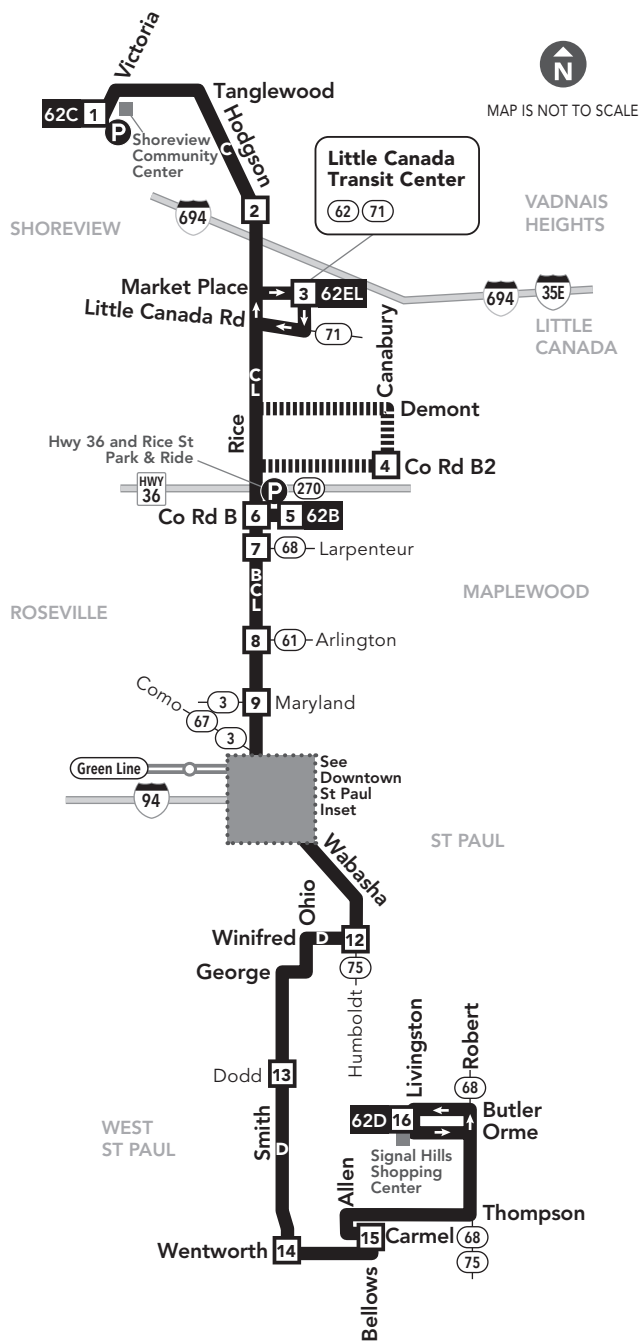 Victoria
N
MAP IS NOT TO SCALE
Tanglewood
62C 1
P
Shoreview
Community
Center
Hodgson
C
Little Canada
Transit Center
62 71
VADNAIS
HEIGHTS
SHOREVIEW
694
2
Market Place
3 62EL
694
35E
Little Canada Rd
71
LITTLE
CANADA
Canabury
C
L
Demont
Rice
Hwy 36 and Rice St
Park & Ride
4 Co Rd B2
HWY
36
P 270
Co Rd B 6 5 62B
7 68 Larpenteur
B
C
L
MAPLEWOOD
ROSEVILLE
8 61 Arlington
Como
3 9 Maryland
67
3
Green Line
See
Downtown
St Paul
Inset
94
ST PAUL
Wabasha
Ohio
Winifred D 12
George
75
Humboldt
Dodd 13
Livingston
Robert
68
62D 16
Butler
Orme
WEST
ST PAUL
Smith
D
Signal Hills
Shopping
Center
Allen
Thompson
Wentworth 14
15 Carmel 68
75
Bellows